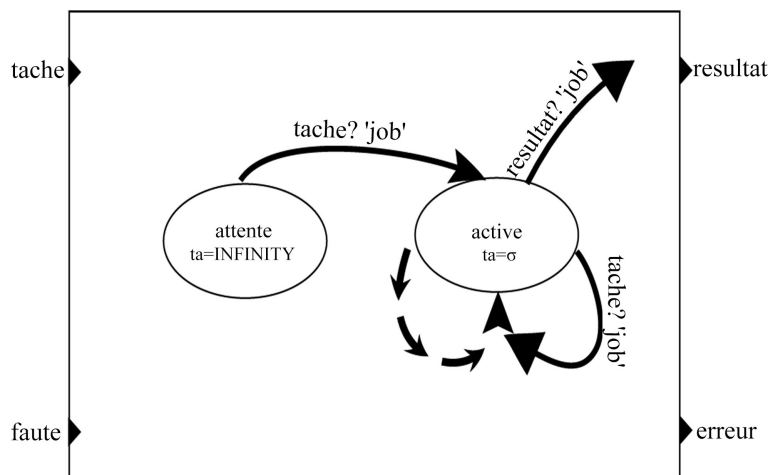 tache
resultat
resultat? 'job'
tache? 'job'
attente
ta=INFINITY
active
ta=σ
tache? 'job'
faute
erreur